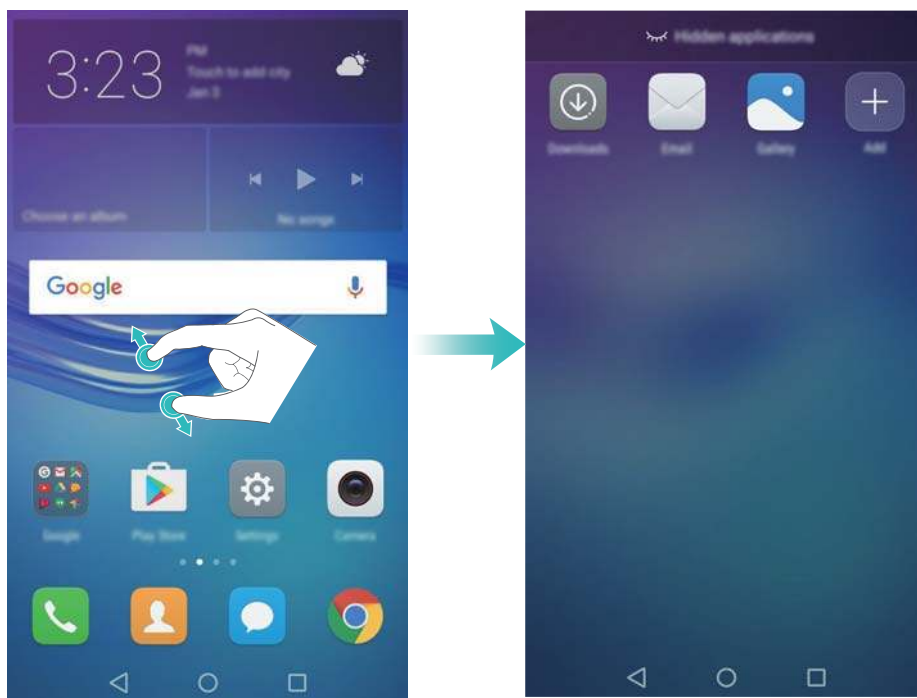 3:23
PM
Touch to add city
Jan 3
Choose an album
No songs
Google
Google
Play Store
Settings
Camera
Hidden applications
Downloads
Email
Gallery
Add